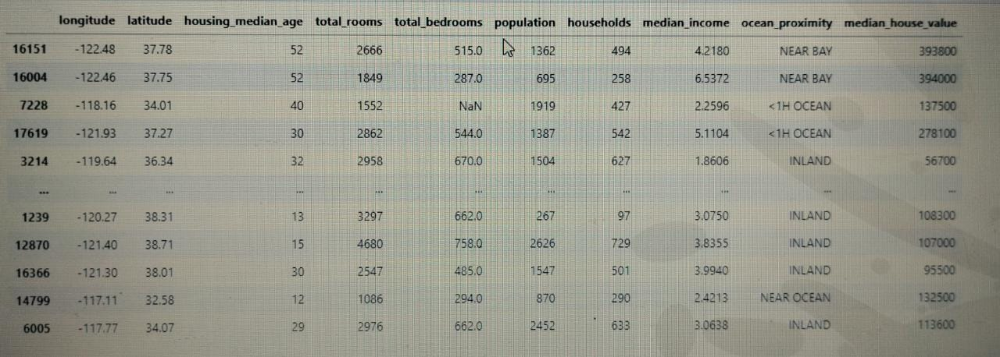 longitude latitude housing_median_age total_rooms total_bedrooms population households median_income ocean_proximity median_house_value
16151 -122.48 37.78 52 2666 515.0 1362 494 4.2180 NEAR BAY 393800
16004 -122.46 37.75 52 1849 287.0 695 258 6.5372 NEAR BAY 394000
7228 -118.16 34.01 40 1552 NaN 1919 427 2.2596 <1H OCEAN 137500
17619 -121.93 37.27 30 2862 544.0 1387 542 5.1104 <1H OCEAN 278100
3214 -119.64 36.34 32 2958 670.0 1504 627 1.8606 INLAND 56700
... ... ... ... ... ... ... ... ... ... ...
1239 -120.27 38.31 13 3297 662.0 267 97 3.0750 INLAND 108300
12870 -121.40 38.71 15 4680 758.0 2626 729 3.8355 INLAND 107000
16366 -121.30 38.01 30 2547 485.0 1547 501 3.9940 INLAND 95500
14799 -117.11 32.58 12 1086 294.0 870 290 2.4213 NEAR OCEAN 132500
6005 -117.77 34.07 29 2976 662.0 2452 633 3.0638 INLAND 113600